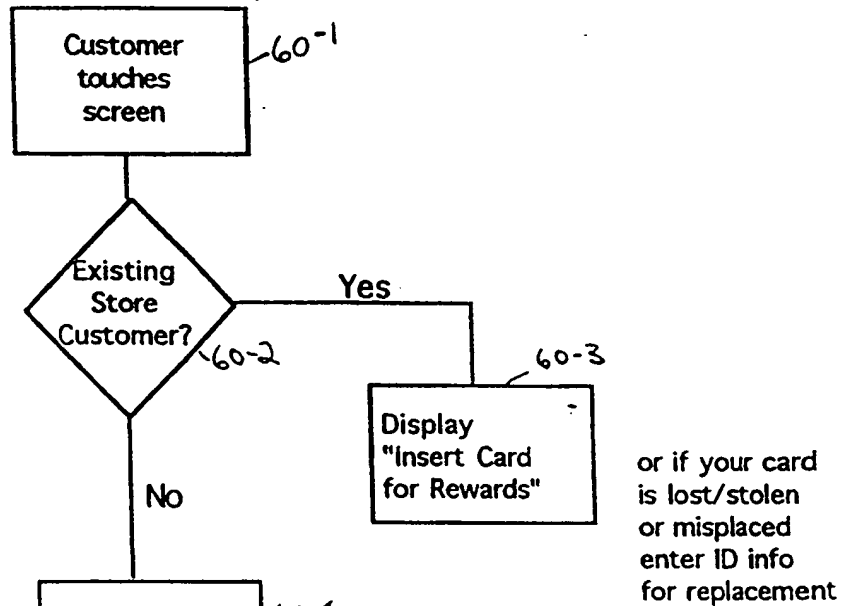 Customer
touches
screen
60-1
Existing
Store
Customer?
60-2
Yes
60-3
Display
"Insert Card
for Rewards"
or if your card
is lost/stolen
or misplaced
enter ID info
for replacement
No